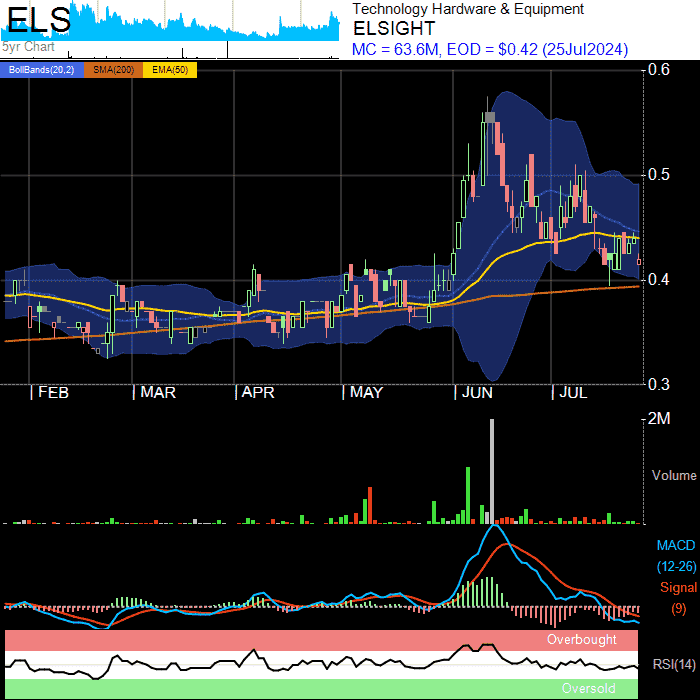 ELS
5yr Chart
Technology Hardware & Equipment
ELSIGHT
MC = 63.6M, EOD = $0.42 (25Jul2024)
BollBands(20,2) SMA(200) EMA(50)
0.6
0.5
0.4
0.3
FEB MAR APR MAY JUN JUL
2M
Volume
MACD
(12-26)
Signal
(9)
Overbought
RSI(14)
Oversold